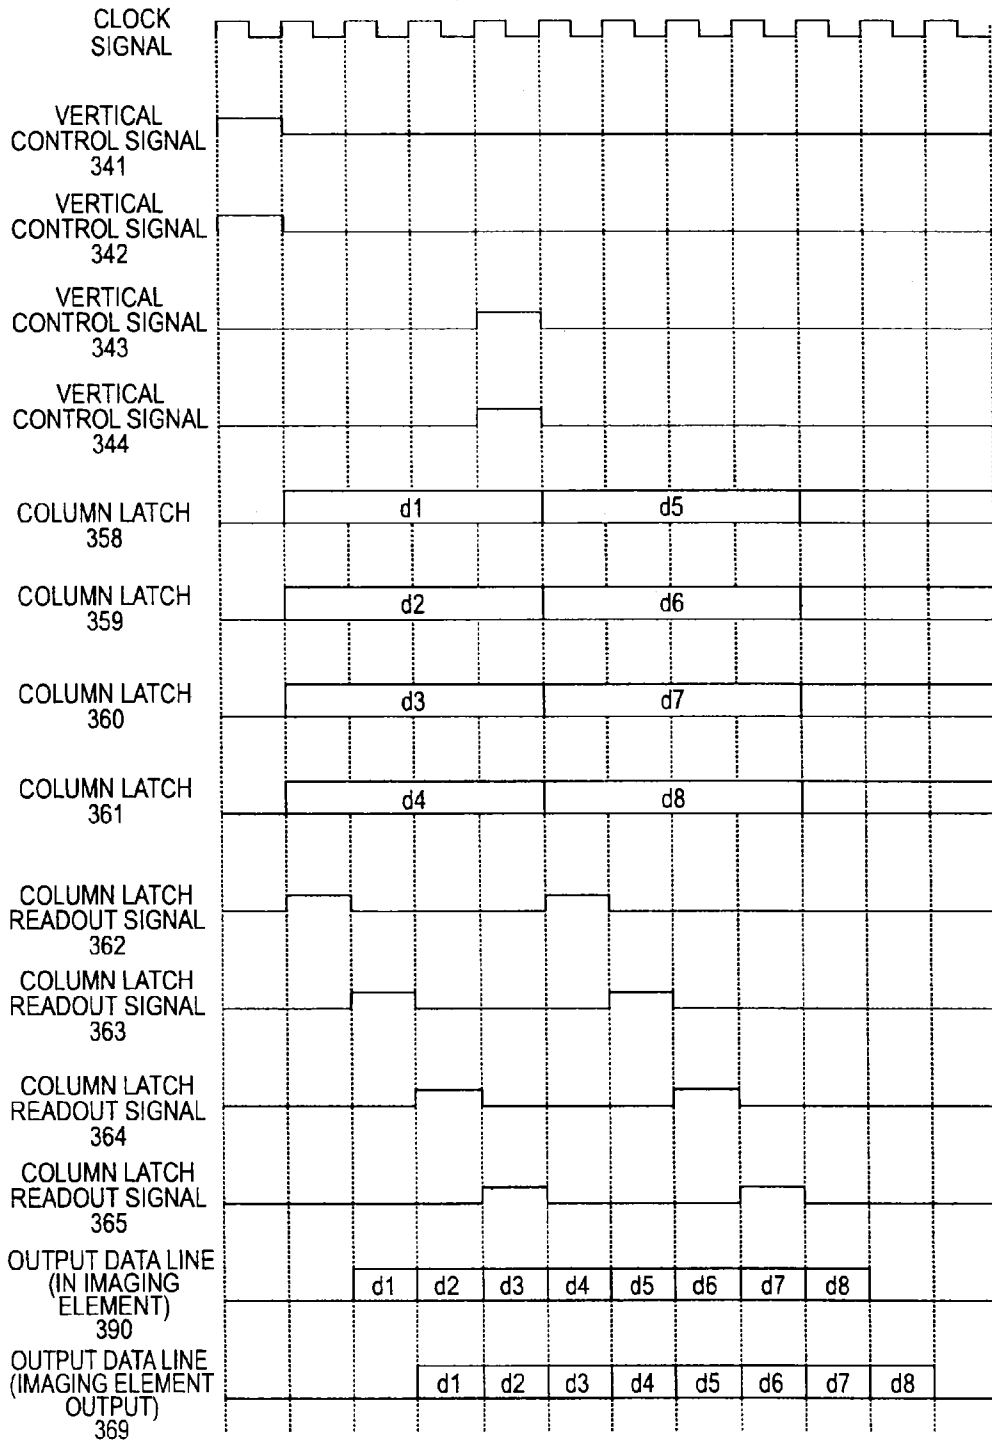 CLOCK
SIGNAL
VERTICAL
CONTROL SIGNAL
341
VERTICAL
CONTROL SIGNAL
342
VERTICAL
CONTROL SIGNAL
343
VERTICAL
CONTROL SIGNAL
344
COLUMN LATCH
358
d1 d5
COLUMN LATCH
359
d2 d6
COLUMN LATCH
360
d3 d7
COLUMN LATCH
361
d4 d8
COLUMN LATCH
READOUT SIGNAL
362
COLUMN LATCH
READOUT SIGNAL
363
COLUMN LATCH
READOUT SIGNAL
364
COLUMN LATCH
READOUT SIGNAL
365
OUTPUT DATA LINE
(IN IMAGING
ELEMENT)
390
d1 d2 d3 d4 d5 d6 d7 d8
OUTPUT DATA LINE
(IMAGING ELEMENT
OUTPUT)
369
d1 d2 d3 d4 d5 d6 d7 d8